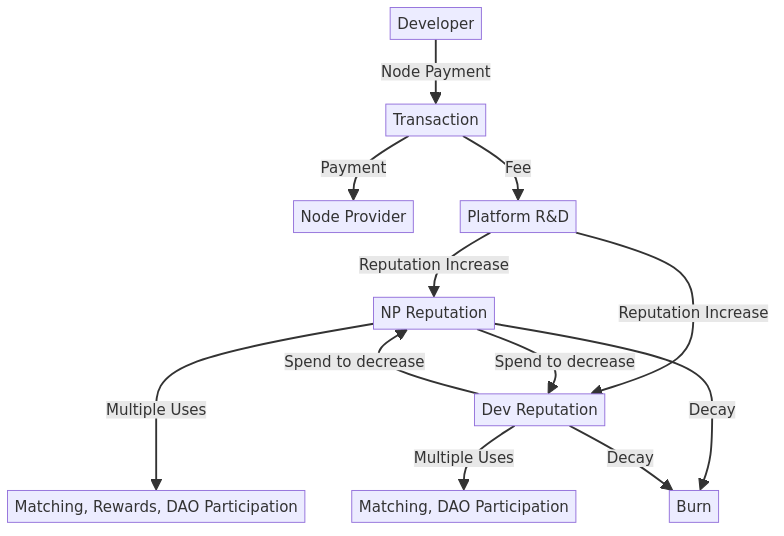 Developer
Node Payment
Transaction
Payment
Fee
Node Provider
Platform R&D
Reputation Increase
NP Reputation
Reputation Increase
Spend to decrease
Spend to decrease
Multiple Uses
Dev Reputation
Decay
Multiple Uses
Decay
Matching, Rewards, DAO Participation
Matching, DAO Participation
Burn